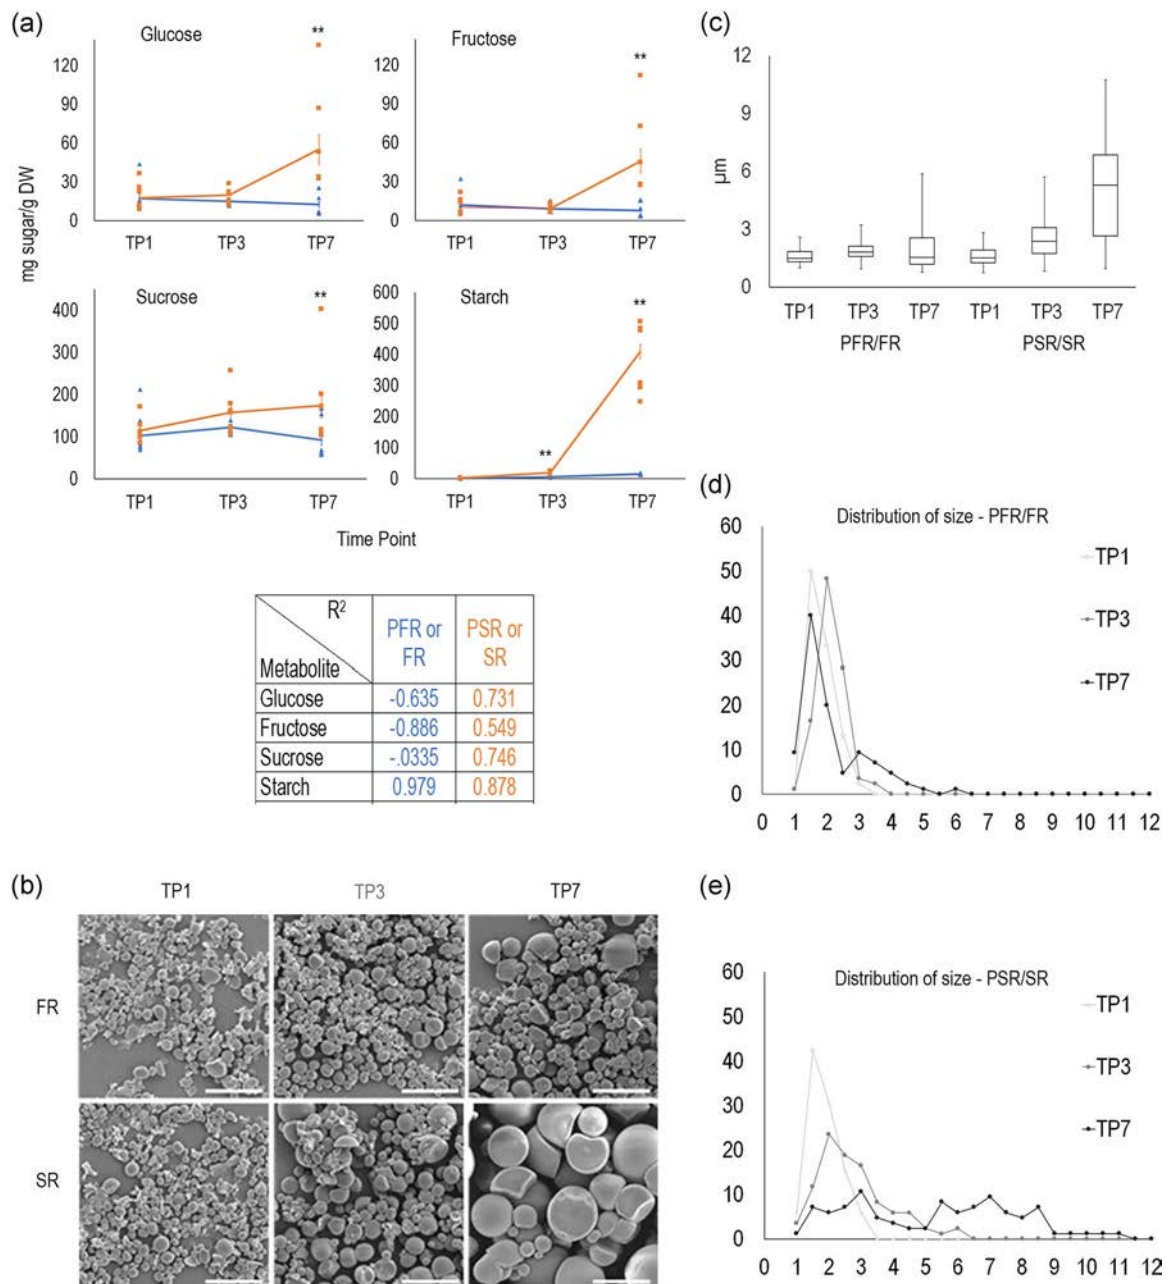 (a)
Glucose
**
120
90
60
30
0
TP1 TP3 TP7
Fructose
**
120
90
60
30
0
TP1 TP3 TP7
mg sugar/g DW
Sucrose
**
400
300
200
100
0
TP1 TP3 TP7
Starch
**
**
600
500
400
300
200
100
0
TP1 TP3 TP7
Time Point
R²
Metabolite
PFR or FR
PSR or SR
Glucose -0.635 0.731
Fructose -0.886 0.549
Sucrose -.0335 0.746
Starch 0.979 0.878
(b)
TP1 TP3 TP7
FR
SR
(c)
12
9
6
3
0
µm
TP1 TP3 TP7 TP1 TP3 TP7
PFR/FR PSR/SR
(d)
Distribution of size - PFR/FR
60
50
40
30
20
10
0
0 1 2 3 4 5 6 7 8 9 10 11 12
TP1
TP3
TP7
(e)
Distribution of size - PSR/SR
60
50
40
30
20
10
0
0 1 2 3 4 5 6 7 8 9 10 11 12
TP1
TP3
TP7